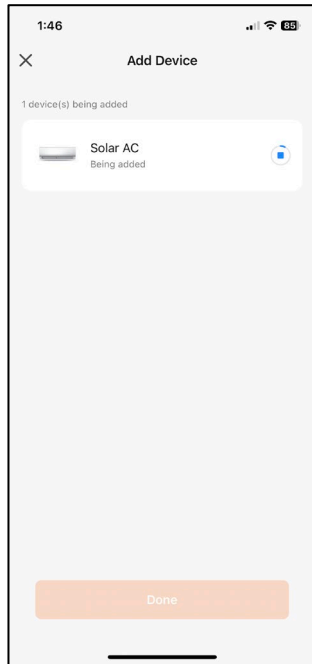 1:46
85
Add Device
1 device(s) being added
Solar AC
Being added
Done